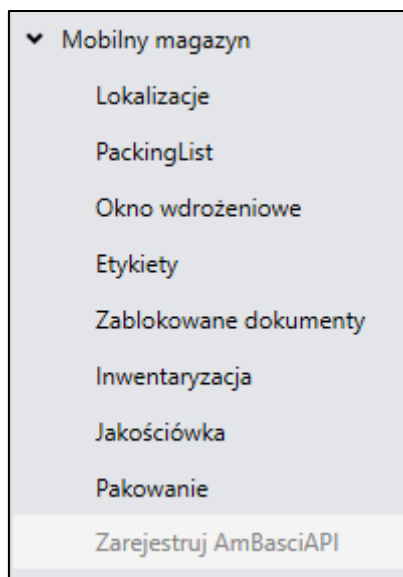 Mobilny magazyn
Lokalizacje
PackingList
Okno wdrożeniowe
Etykiety
Zablokowane dokumenty
Inwentaryzacja
Jakościówka
Pakowanie
Zarejestruj AmBasciAPI